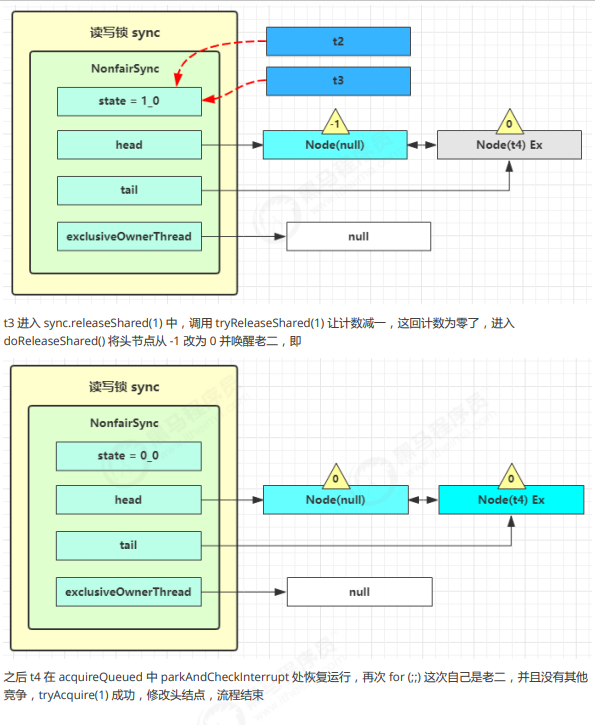 读写锁 sync
t2
NonfairSync
t3
state = 1_0
-1
0
head
Node(null)
Node(t4) Ex
tail
exclusiveOwnerThread
null
t3 进入 sync.releaseShared(1) 中，调用 tryReleaseShared(1) 让计数减一，这回计数为零了，进入
doReleaseShared() 将头节点从 -1 改为 0 并唤醒老二，即
读写锁 sync
NonfairSync
state = 0_0
0
0
head
Node(null)
Node(t4) Ex
tail
exclusiveOwnerThread
null
之后 t4 在 acquireQueued 中 parkAndCheckInterrupt 处恢复运行，再次 for (;;) 这次自己是老二，并且没有其他
竞争，tryAcquire(1) 成功，修改头结点，流程结束